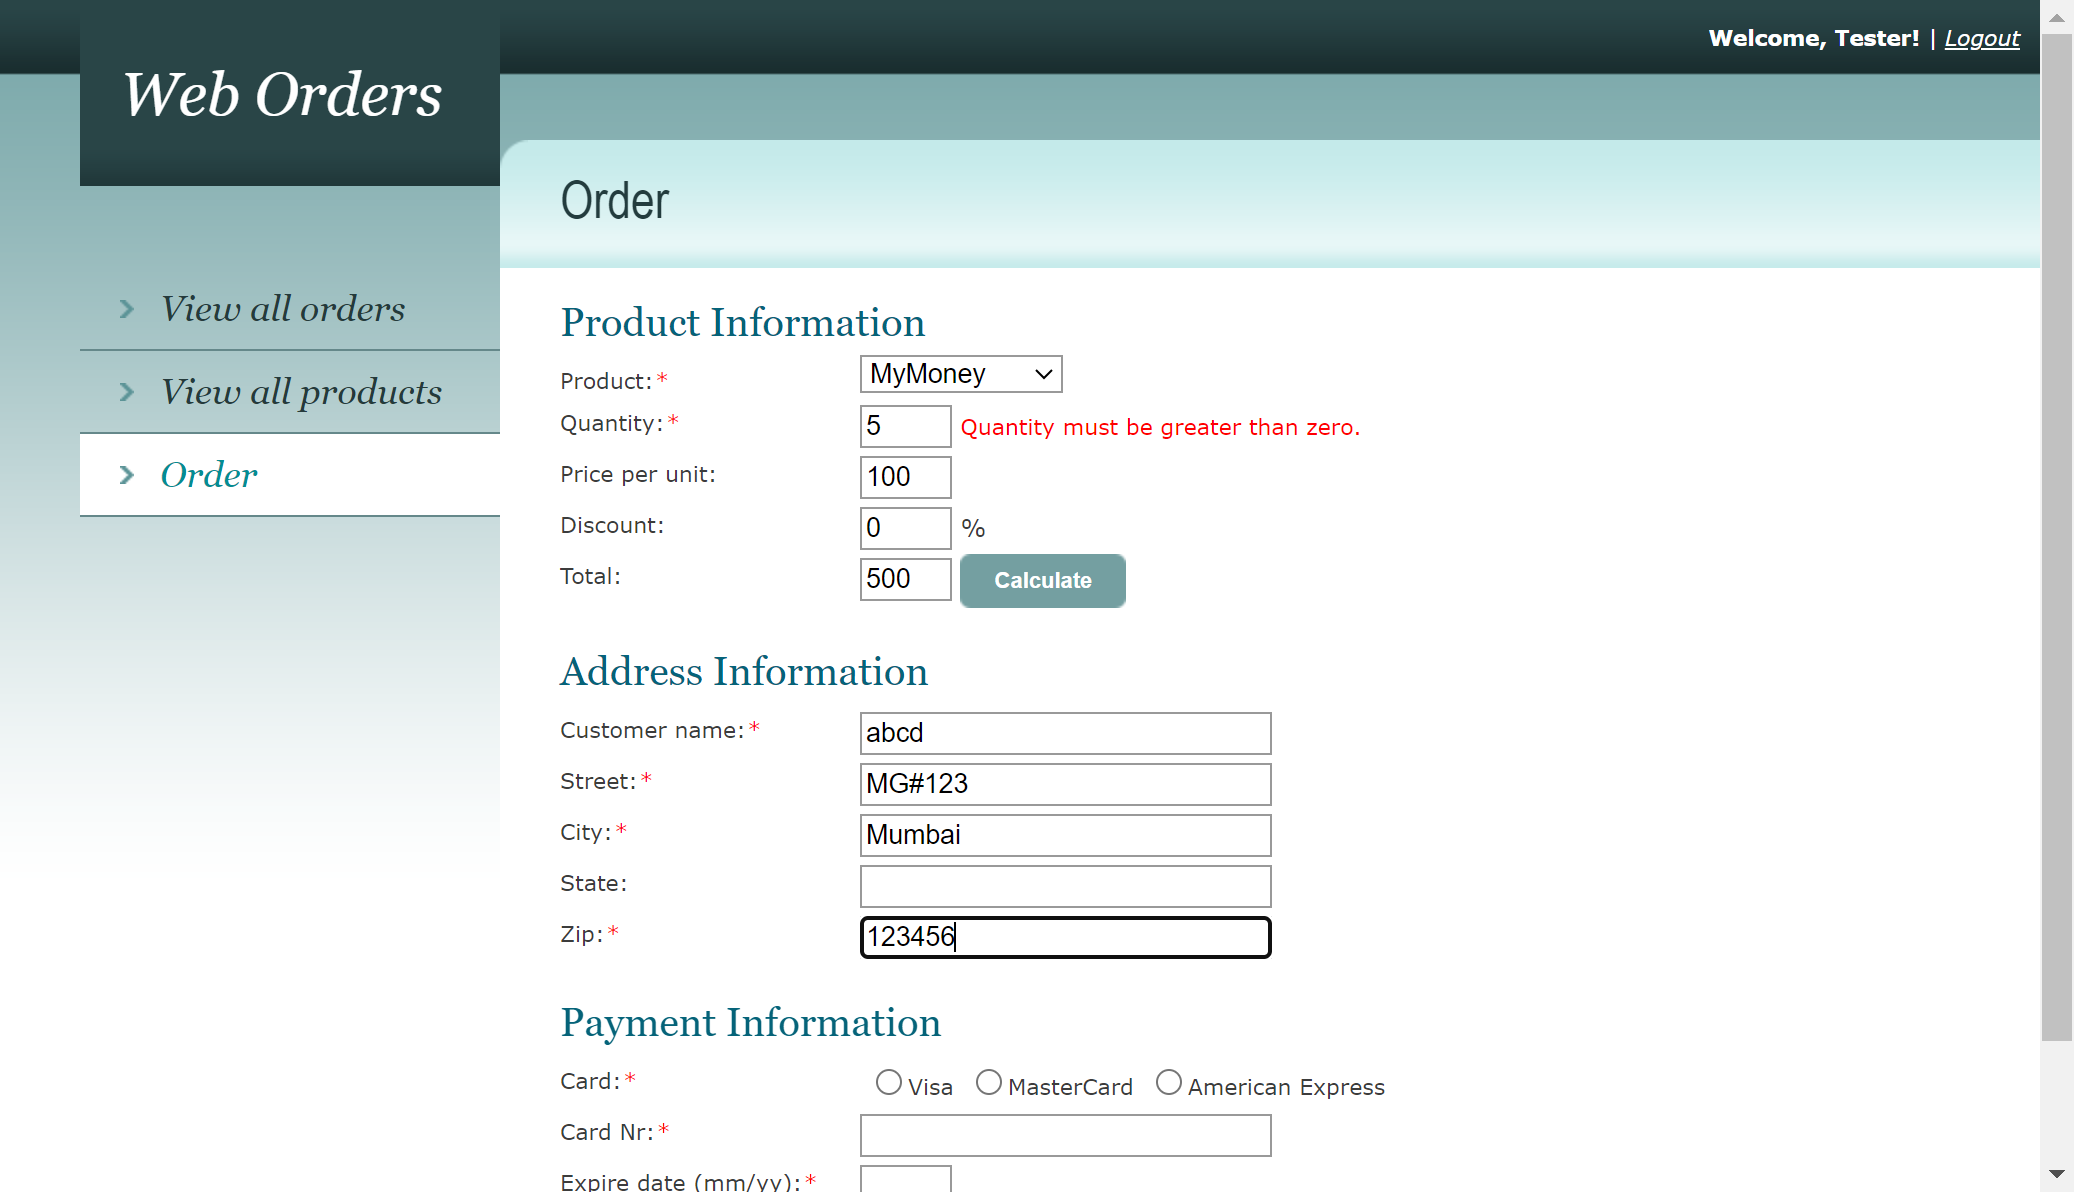 Welcome, Tester! | Logout
Web Orders
Order
View all orders
View all products
Order
Product Information
Product:* MyMoney
Quantity:* 5 Quantity must be greater than zero.
Price per unit: 100
Discount: 0 %
Total: 500 Calculate
Address Information
Customer name:* abcd
Street:* MG#123
City:* Mumbai
State:
Zip:* 123456
Payment Information
Card:* Visa MasterCard American Express
Card Nr:*
Expire date (mm/yy):*